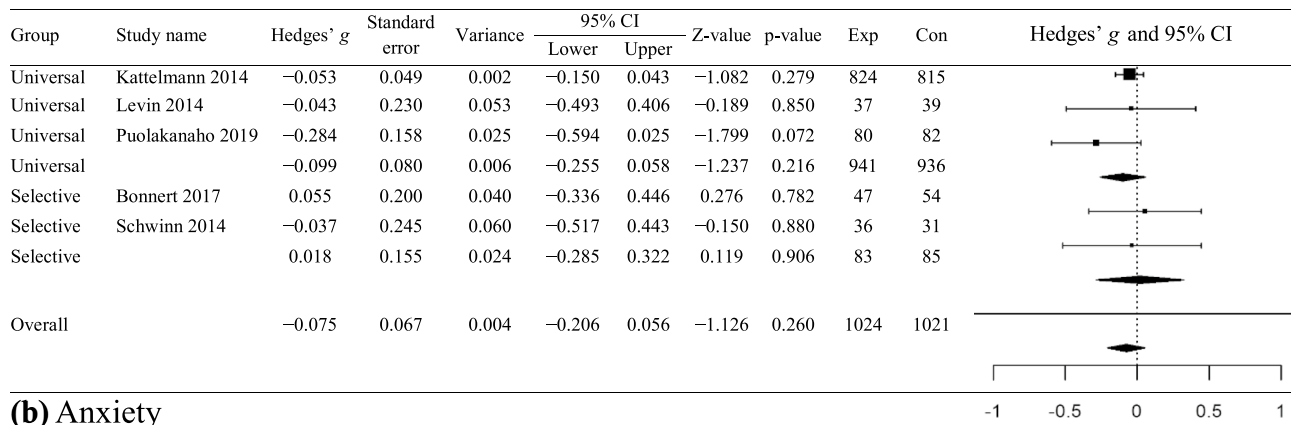 Group Study name Hedges’ g Standard error Variance 95% CI Lower Upper Z-value p-value Exp Con Hedges’ g and 95% CI
Universal Kattelmann 2014 −0.053 0.049 0.002 −0.150 0.043 −1.082 0.279 824 815
Universal Levin 2014 −0.043 0.230 0.053 −0.493 0.406 −0.189 0.850 37 39
Universal Puolakanaho 2019 −0.284 0.158 0.025 −0.594 0.025 −1.799 0.072 80 82
Universal −0.099 0.080 0.006 −0.255 0.058 −1.237 0.216 941 936
Selective Bonnert 2017 0.055 0.200 0.040 −0.336 0.446 0.276 0.782 47 54
Selective Schwinn 2014 −0.037 0.245 0.060 −0.517 0.443 −0.150 0.880 36 31
Selective 0.018 0.155 0.024 −0.285 0.322 0.119 0.906 83 85
Overall −0.075 0.067 0.004 −0.206 0.056 −1.126 0.260 1024 1021
-1 -0.5 0 0.5 1
(b) Anxiety